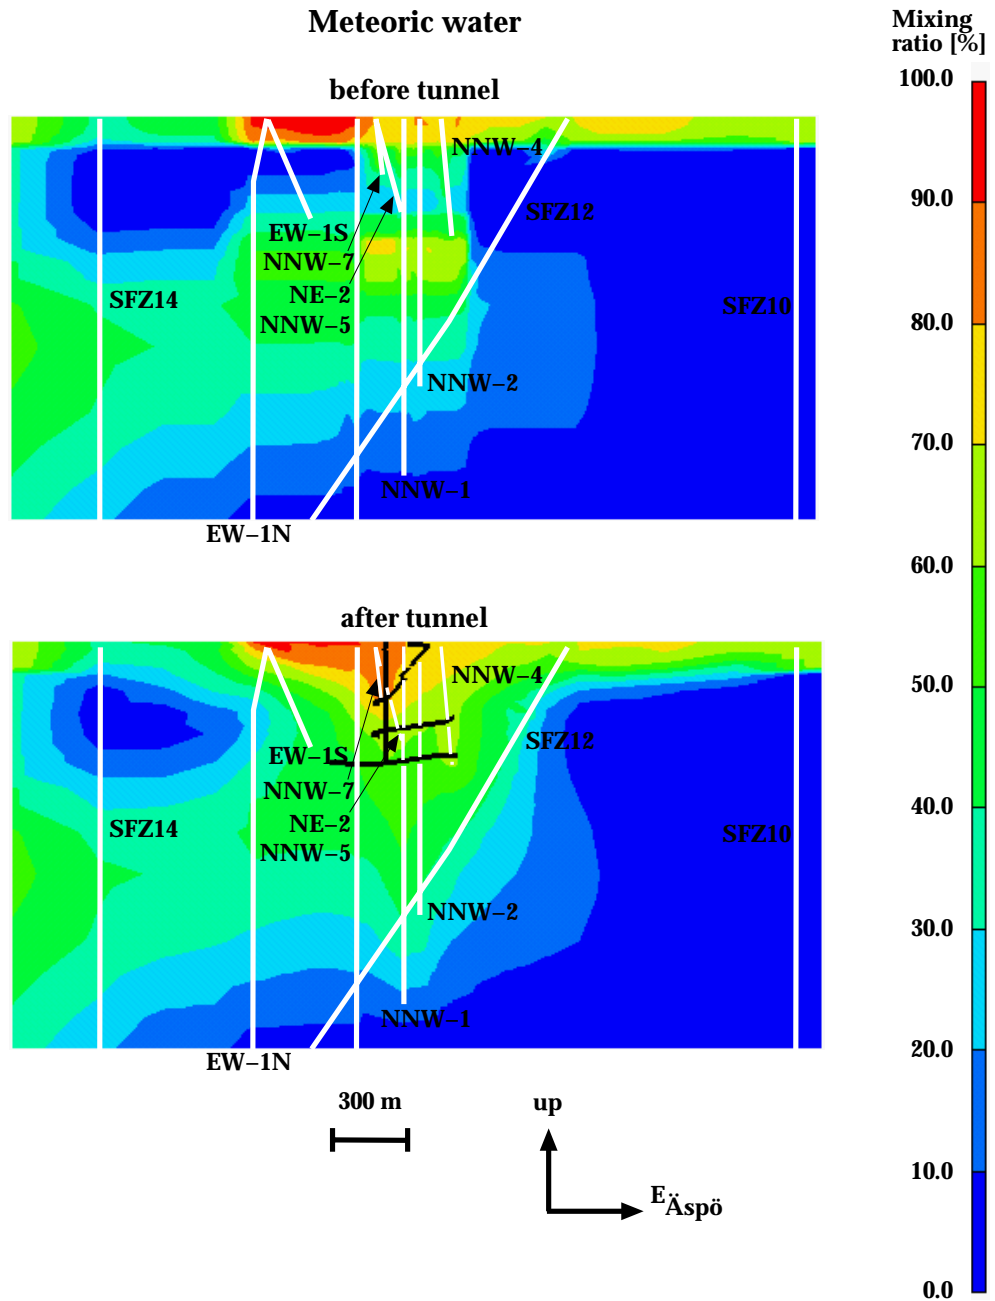 Meteoric water
Mixing
ratio [%]
before tunnel
100.0
90.0
80.0
70.0
60.0
50.0
40.0
30.0
20.0
10.0
0.0
NNW–4
SFZ12
EW–1S
NNW–7
NE–2
NNW–5
SFZ14
SFZ10
NNW–2
NNW–1
EW–1N
after tunnel
NNW–4
SFZ12
EW–1S
NNW–7
NE–2
NNW–5
SFZ14
SFZ10
NNW–2
NNW–1
EW–1N
300 m
up
E Äspö